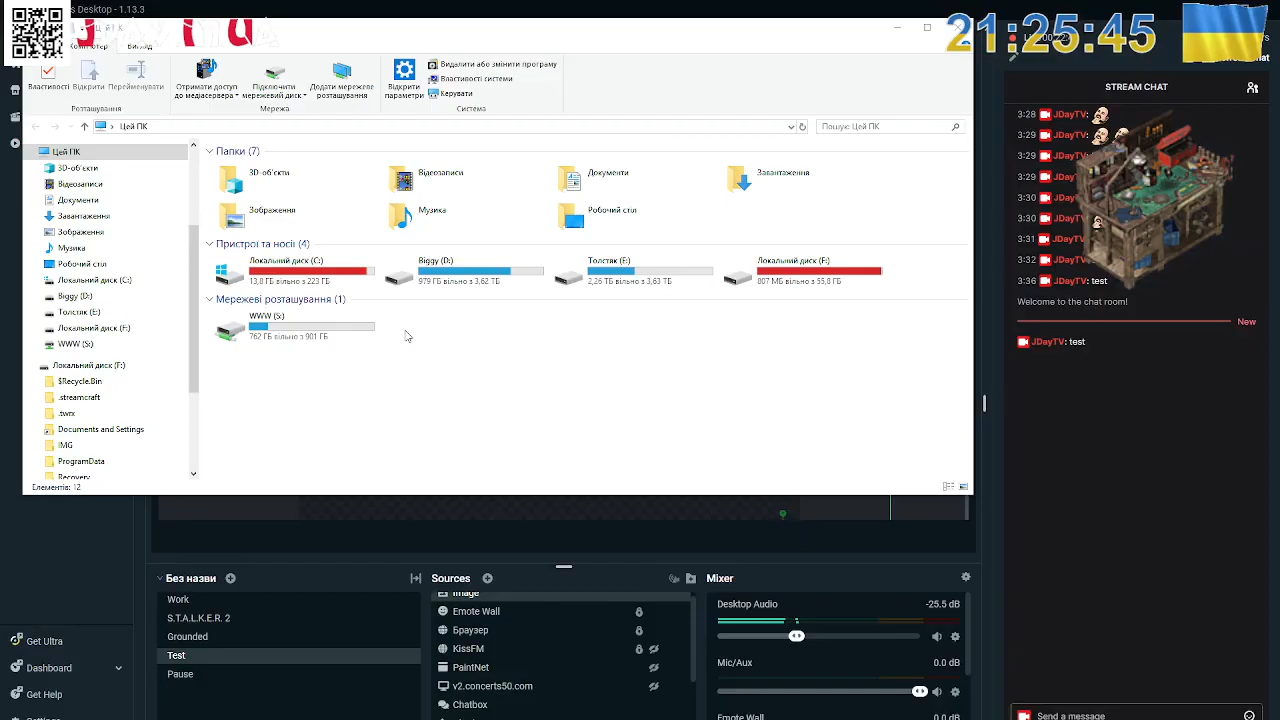 s Desktop - 1.13.3
21:25:45
Властивості
Відкрити
Перейменувати
Отримати доступ
до медіасервера
Підключити
мережевий диск
Додати мережеве
розташування
Відкрити
параметри
Видалити або змінити програму
Властивості системи
Керувати
Розташування
Мережа
Система
Цей ПК
Пошук: Цей ПК
Цей ПК
3D-об'єкти
Відеозаписи
Документи
Завантаження
Зображення
Музика
Робочий стіл
Локальний диск (C:)
Biggy (D:)
Толстяк (E:)
Локальний диск (F:)
WWW (S:)
Локальний диск (F:)
$Recycle.Bin
.streamcraft
.twrx
Documents and Settings
IMG
ProgramData
Recovery
Папки (7)
3D-об'єкти
Відеозаписи
Документи
Завантаження
Зображення
Музика
Робочий стіл
Пристрої та носії (4)
Локальний диск (C:)
13,8 ГБ вільно з 223 ГБ
Biggy (D:)
979 ГБ вільно з 3,62 ТБ
Толстяк (E:)
2,26 ТБ вільно з 3,63 ТБ
Локальний диск (F:)
807 МБ вільно з 55,8 ГБ
Мережеві розташування (1)
WWW (S:)
762 ГБ вільно з 901 ГБ
Елементів: 12
STREAM CHAT
3:28 JDayTV:
3:29 JDayTV:
3:29
3:29
3:30
3:30
3:31
3:32
3:36 JDayTV: test
Welcome to the chat room!
New
JDayTV: test
Send a message
Без назви
Work
S.T.A.L.K.E.R. 2
Grounded
Test
Pause
Sources
Image
Emote Wall
Браузер
KissFM
PaintNet
v2.concerts50.com
Chatbox
Mixer
Desktop Audio
-25.5 dB
Mic/Aux
0.0 dB
Emote Wall
0.0 dB
Get Ultra
Dashboard
Get Help
Settings